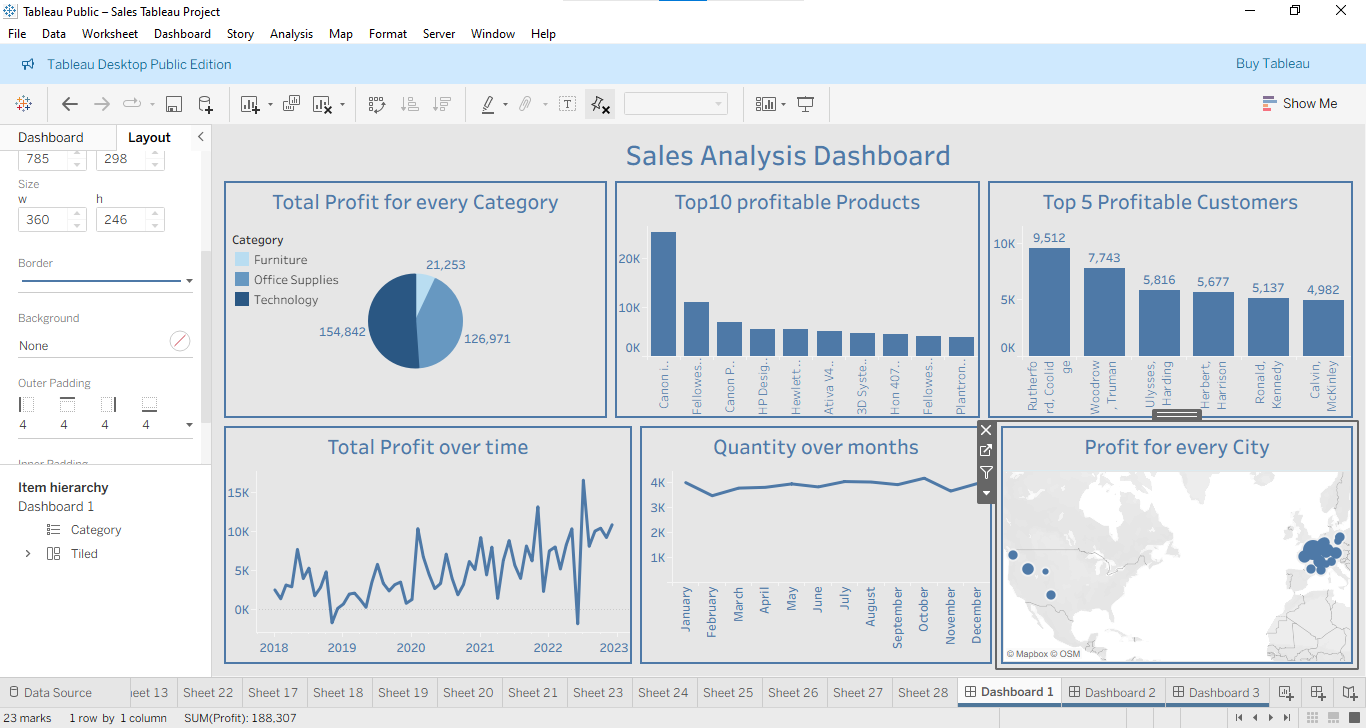 Tableau Public – Sales Tableau Project
File Data Worksheet Dashboard Story Analysis Map Format Server Window Help
Tableau Desktop Public Edition
Buy Tableau
Show Me
Dashboard Layout
785 298
Size
w h
360 246
Border
Background
None
Outer Padding
4 4 4 4
Inner Padding
Item hierarchy
Dashboard 1
Category
Tiled
Sales Analysis Dashboard
Total Profit for every Category
Category
Furniture
Office Supplies
Technology
21,253
154,842
126,971
Top10 profitable Products
20K
10K
0K
Canon i..
Fellowes..
Canon P..
HP Desig..
Hewlett..
Ativa V4..
3D Syste..
Hon 407..
Fellowes..
Plantron..
Top 5 Profitable Customers
10K
5K
0K
9,512
7,743
5,816
5,677
5,137
4,982
Rutherfo
rd, Coolid
ge
Woodrow
, Truman
Ulysses,
Harding
Herbert,
Harrison
Ronald,
Kennedy
Calvin,
McKinley
Total Profit over time
15K
10K
5K
0K
2018 2019 2020 2021 2022 2023
Quantity over months
4K
3K
2K
1K
January
February
March
April
May
June
July
August
September
October
November
December
Profit for every City
© Mapbox © OSM
Data Source eet 13 Sheet 22 Sheet 17 Sheet 18 Sheet 19 Sheet 20 Sheet 21 Sheet 23 Sheet 24 Sheet 25 Sheet 26 Sheet 27 Sheet 28 Dashboard 1 Dashboard 2 Dashboard 3
23 marks 1 row by 1 column SUM(Profit): 188,307